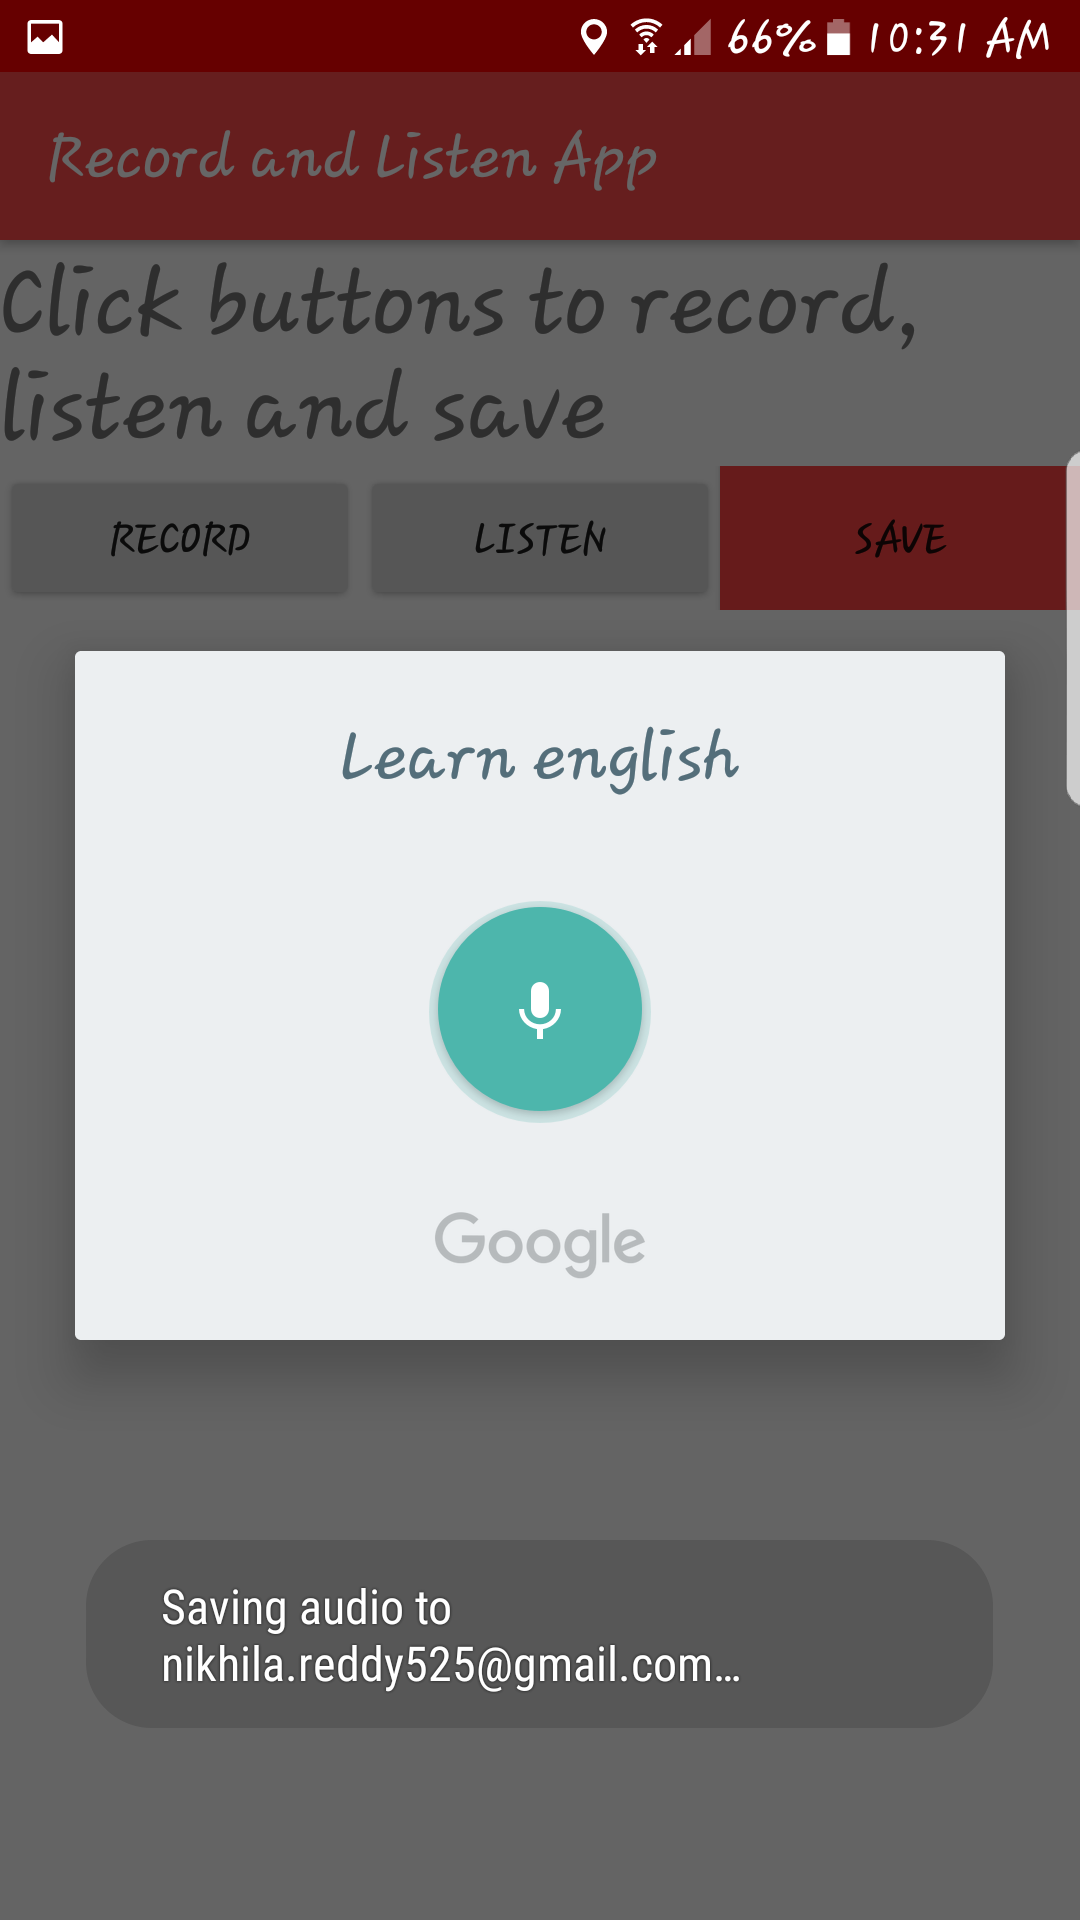 66% 10:31 AM
Record and Listen App
Click buttons to record,
listen and save
RECORD LISTEN SAVE
Learn english
Google
Saving audio to
nikhila.reddy525@gmail.com...